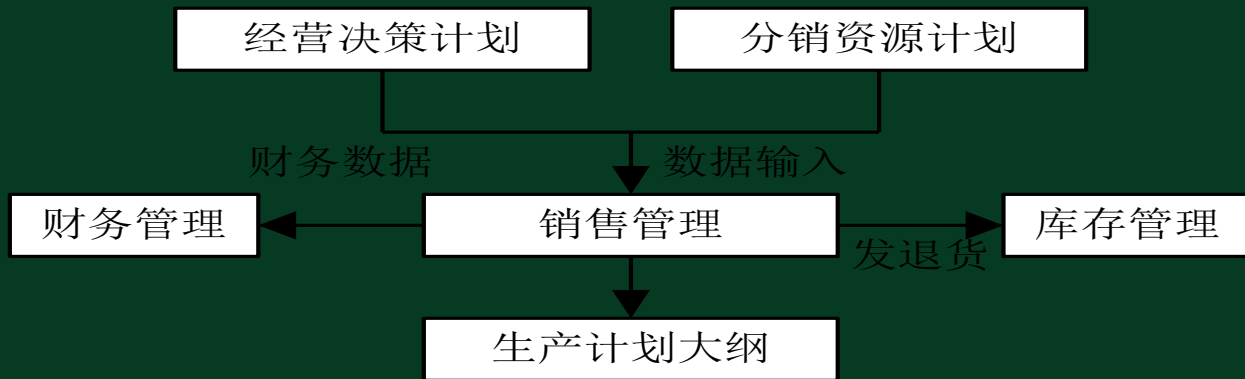 经营决策计划
分销资源计划
财务数据
数据输入
财务管理
销售管理
库存管理
发退货
生产计划大纲